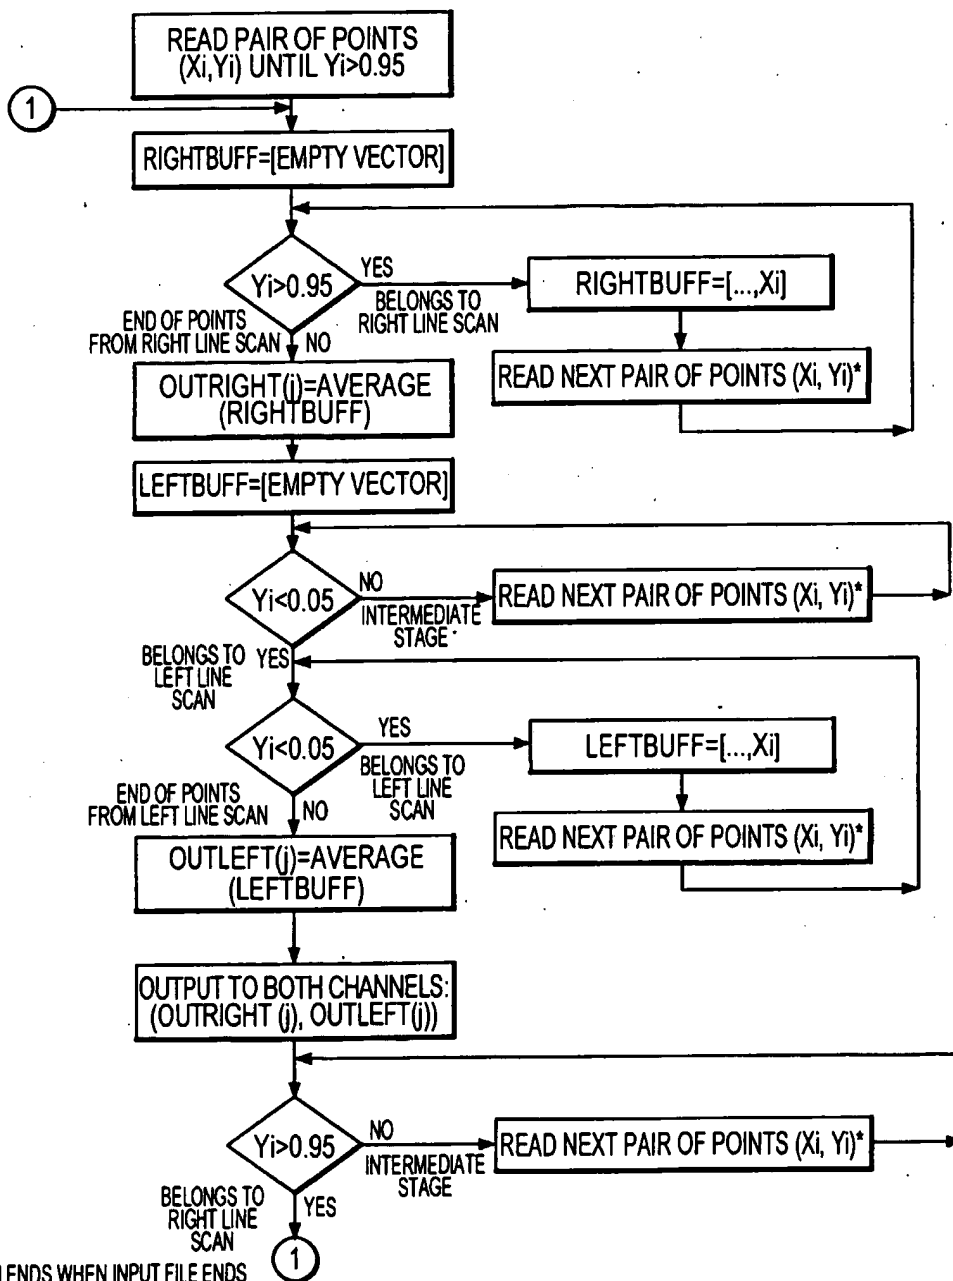 READ PAIR OF POINTS
(Xi,Yi) UNTIL Yi>0.95
1
RIGHTBUFF=[EMPTY VECTOR]
Yi>0.95
YES
BELONGS TO
RIGHT LINE SCAN
RIGHTBUFF=[...,Xi]
READ NEXT PAIR OF POINTS (Xi, Yi)*
END OF POINTS
FROM RIGHT LINE SCAN
NO
OUTRIGHT(j)=AVERAGE
(RIGHTBUFF)
LEFTBUFF=[EMPTY VECTOR]
Yi<0.05
NO
INTERMEDIATE
STAGE
READ NEXT PAIR OF POINTS (Xi, Yi)*
BELONGS TO
LEFT LINE
SCAN
YES
Yi<0.05
YES
BELONGS TO
LEFT LINE
SCAN
LEFTBUFF=[...,Xi]
READ NEXT PAIR OF POINTS (Xi, Yi)*
END OF POINTS
FROM LEFT LINE SCAN
NO
OUTLEFT(j)=AVERAGE
(LEFTBUFF)
OUTPUT TO BOTH CHANNELS:
(OUTRIGHT (j), OUTLEFT(j))
Yi>0.95
NO
INTERMEDIATE
STAGE
READ NEXT PAIR OF POINTS (Xi, Yi)*
BELONGS TO
RIGHT LINE
SCAN
YES
1
ENDS WHEN INPUT FILE ENDS